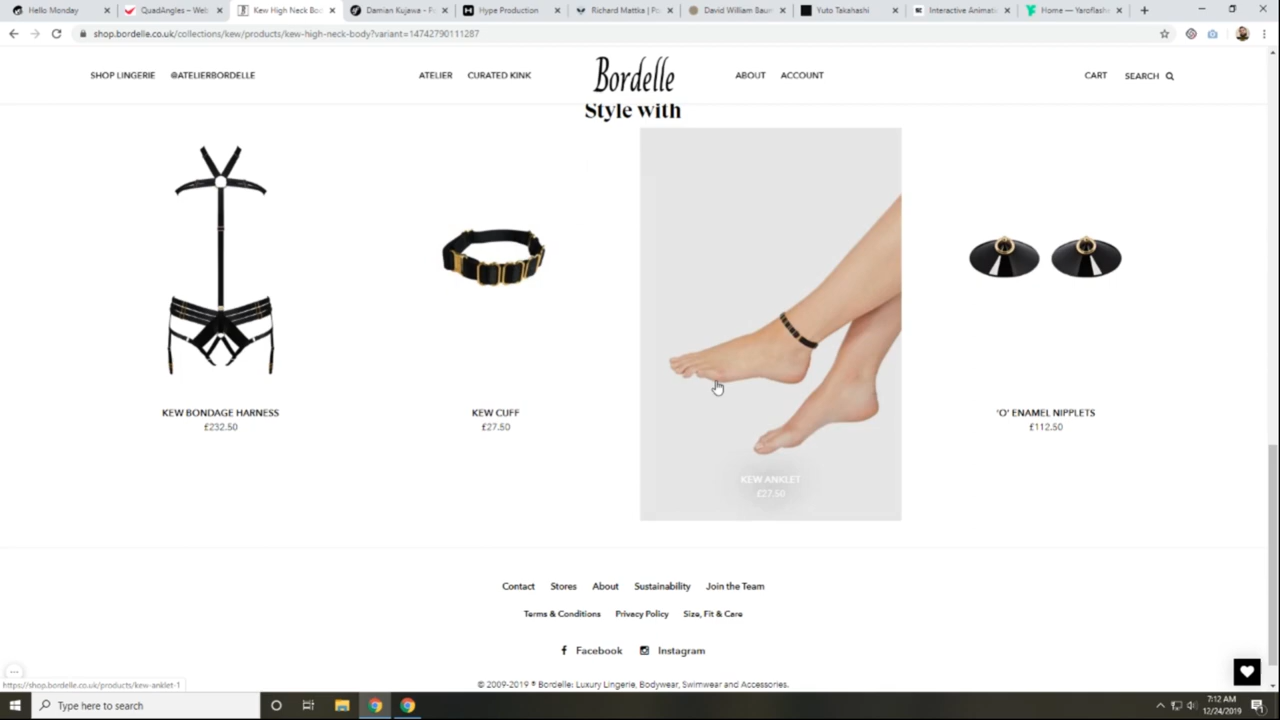 Hello Monday
QuadAngles – Wel
Kew High Neck Bo
Damian Kujawa – P
Hype Production
Richard Mattka | Po
David William Baum
Yuto Takahashi
Interactive Animati
Home — Yaroflasher
shop.bordelle.co.uk/collections/kew/products/kew-high-neck-body?variant=14742790111287
SHOP LINGERIE @ATELIERBORDELLE ATELIER CURATED KINK Bordelle ABOUT ACCOUNT CART SEARCH
Style with
KEW BONDAGE HARNESS
£232.50
KEW CUFF
£27.50
KEW ANKLET
£27.50
'O' ENAMEL NIPPLETS
£112.50
Contact Stores About Sustainability Join the Team
Terms & Conditions Privacy Policy Size, Fit & Care
Facebook Instagram
https://shop.bordelle.co.uk/products/kew-anklet-1
© 2009-2019 ® Bordelle: Luxury Lingerie, Bodywear, Swimwear and Accessories.
Type here to search
7:12 AM
12/24/2019